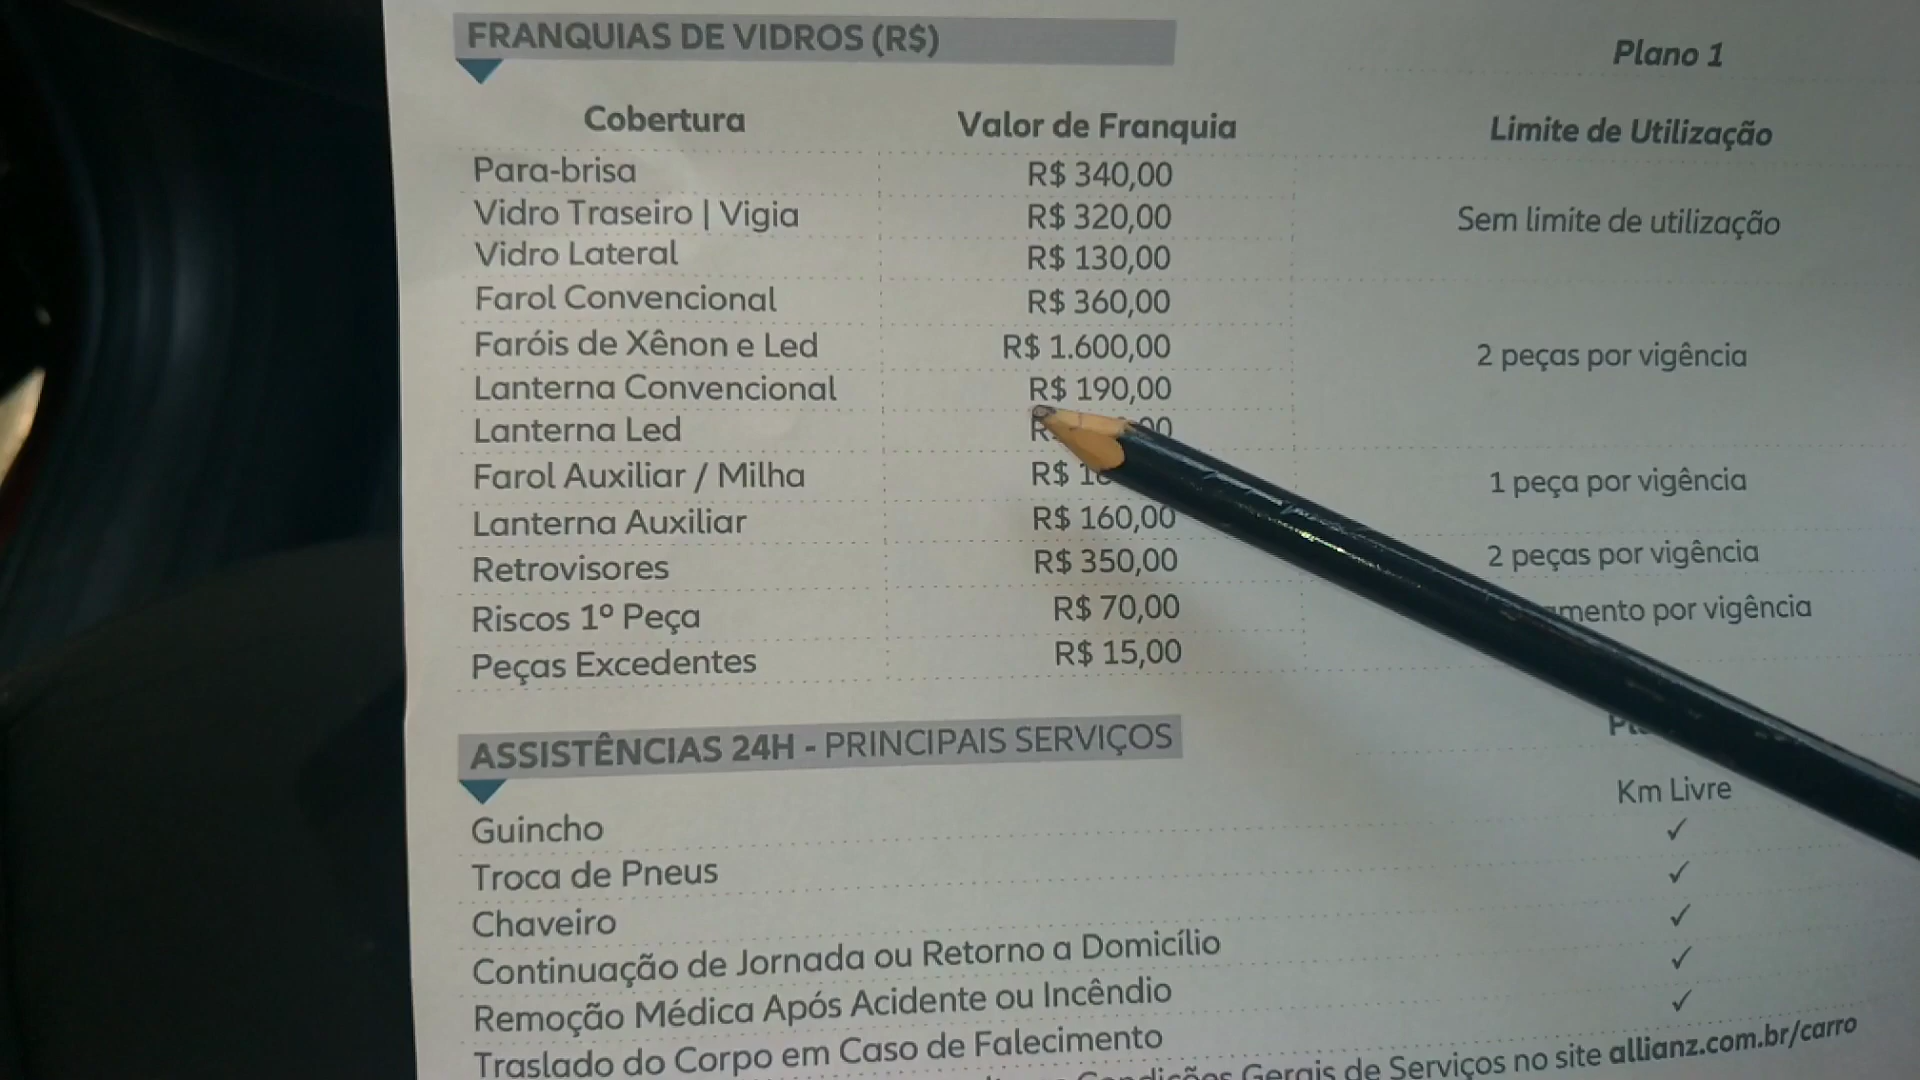 FRANQUIAS DE VIDROS (R$)
Plano 1
Cobertura Valor de Franquia Limite de Utilização
Para-brisa R$ 340,00
Vidro Traseiro | Vigia R$ 320,00 Sem limite de utilização
Vidro Lateral R$ 130,00
Farol Convencional R$ 360,00
Faróis de Xênon e Led R$ 1.600,00 2 peças por vigência
Lanterna Convencional R$ 190,00
Lanterna Led
Farol Auxiliar / Milha R$ 1 peça por vigência
Lanterna Auxiliar R$ 160,00
Retrovisores R$ 350,00 2 peças por vigência
Riscos 1º Peça R$ 70,00 por vigência
Peças Excedentes R$ 15,00
ASSISTÊNCIAS 24H - PRINCIPAIS SERVIÇOS
Km Livre
Guincho ✓
Troca de Pneus ✓
Chaveiro ✓
Continuação de Jornada ou Retorno a Domicílio ✓
Remoção Médica Após Acidente ou Incêndio ✓
Traslado do Corpo em Caso de Falecimento
Condições Gerais de Serviços no site allianz.com.br/carro